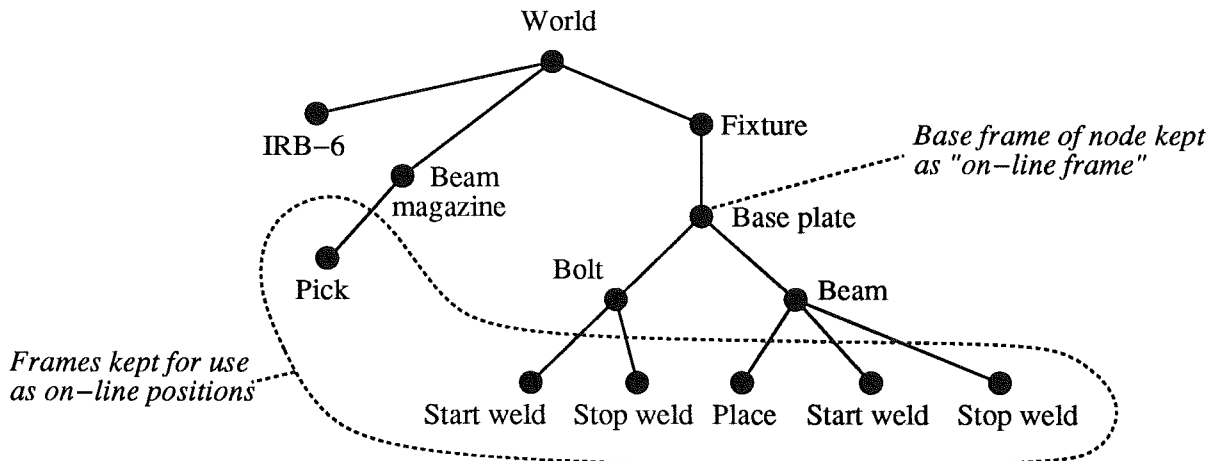 World
IRB–6
Fixture
Base frame of node kept
as "on–line frame"
Beam
magazine
Base plate
Pick
Bolt
Beam
Frames kept for use
as on–line positions
Start weld
Stop weld
Place
Start weld
Stop weld